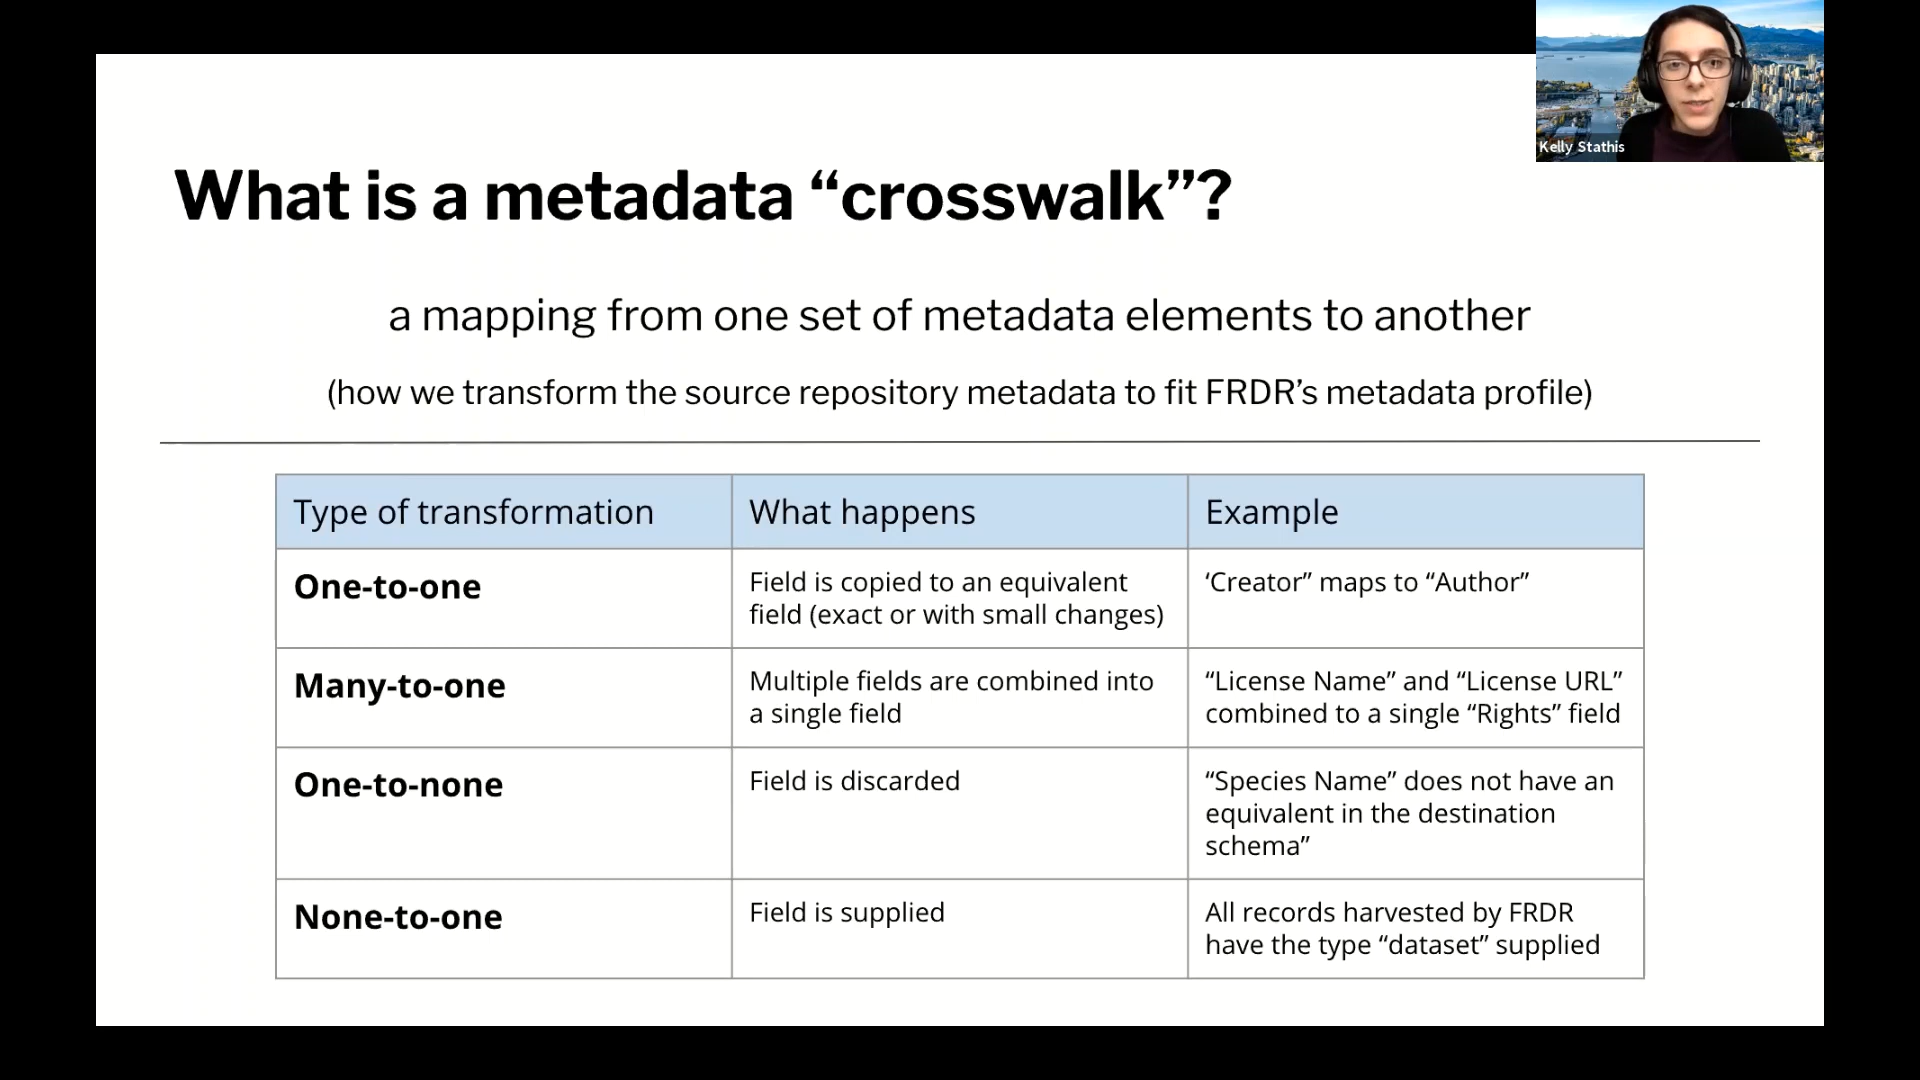 Kelly Stathis
What is a metadata “crosswalk”?
a mapping from one set of metadata elements to another
(how we transform the source repository metadata to fit FRDR’s metadata profile)
Type of transformation
What happens
Example
One-to-one
Field is copied to an equivalent
field (exact or with small changes)
‘Creator” maps to “Author”
Many-to-one
Multiple fields are combined into
a single field
“License Name” and “License URL”
combined to a single “Rights” field
One-to-none
Field is discarded
“Species Name” does not have an
equivalent in the destination
schema”
None-to-one
Field is supplied
All records harvested by FRDR
have the type “dataset” supplied